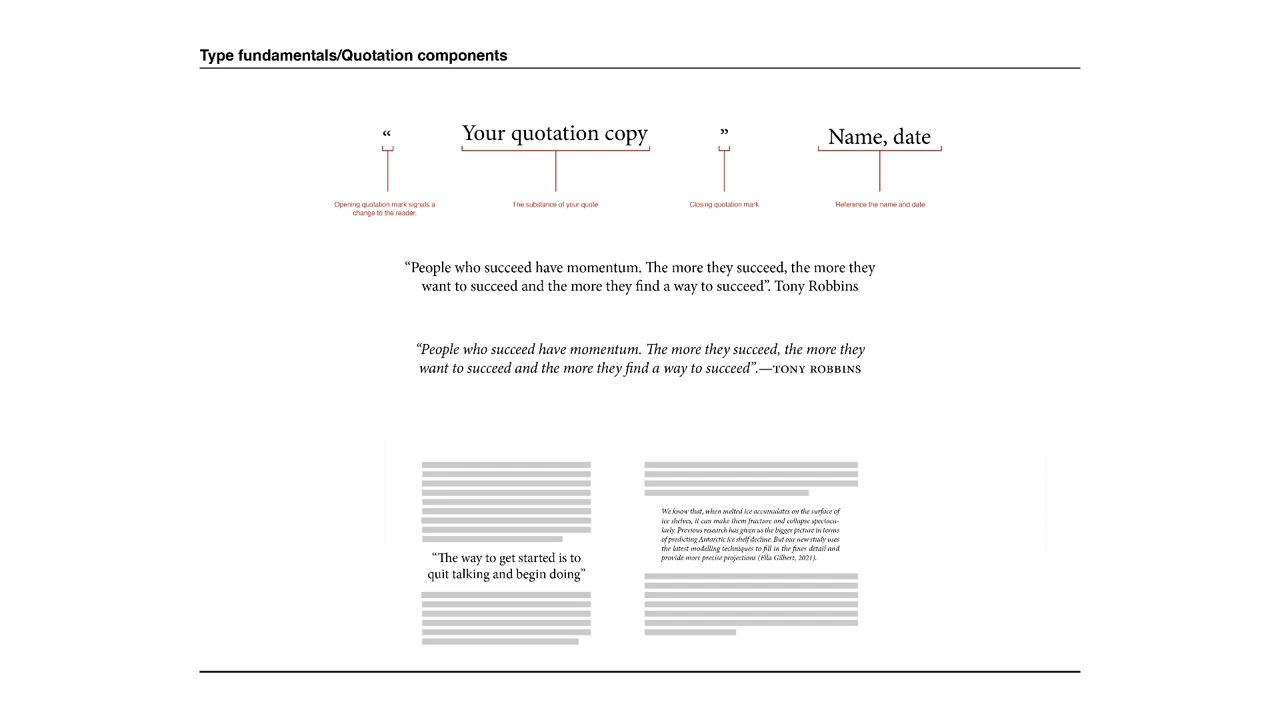 Type fundamentals/Quotation components
“ Your quotation copy ” Name, date
Opening quotation mark signals a
change to the reader.
The substance of your quote
Closing quotation mark
Reference the name and date
“People who succeed have momentum. The more they succeed, the more they
want to succeed and the more they find a way to succeed”. Tony Robbins
“People who succeed have momentum. The more they succeed, the more they
want to succeed and the more they find a way to succeed”.—TONY ROBBINS
“The way to get started is to
quit talking and begin doing”
We know that, when melted ice accumulates on the surface of
ice shelves, it can make them fracture and collapse spectacu-
larly. Previous research has given us the bigger picture in terms
of predicting Antarctic ice shelf decline. But our new study uses
the latest modelling techniques to fill in the finer detail and
provide more precise projections (Ella Gilbert, 2021).